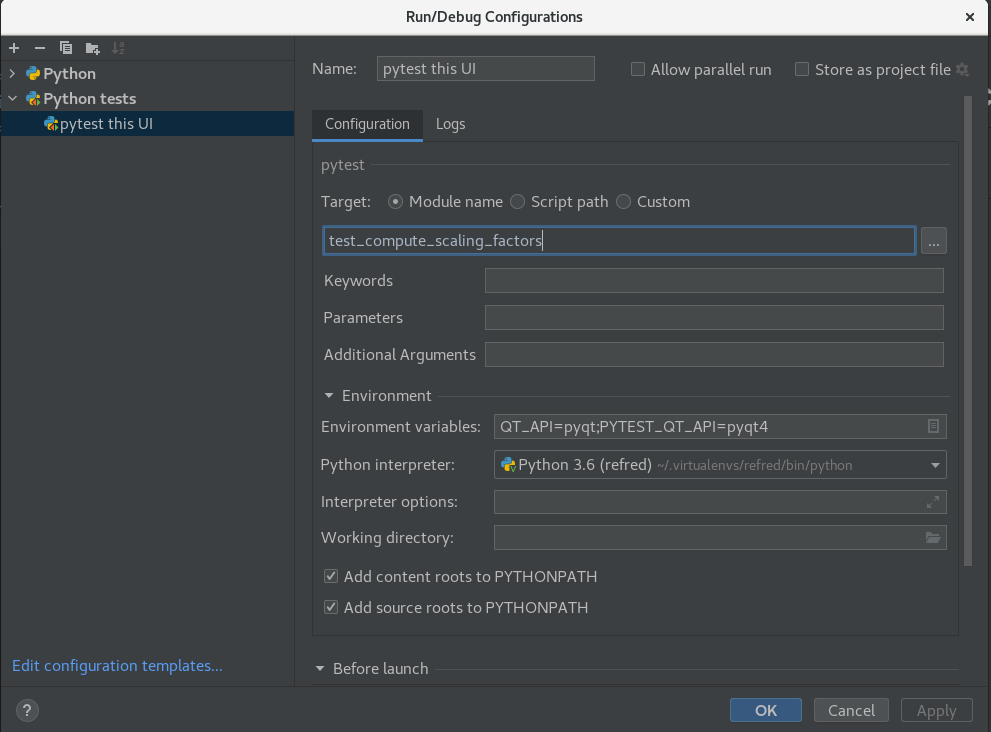 Run/Debug Configurations
Python
Python tests
pytest this UI
Edit configuration templates...
Name: pytest this UI Allow parallel run Store as project file
Configuration Logs
pytest
Target: Module name Script path Custom
test_compute_scaling_factors ...
Keywords
Parameters
Additional Arguments
Environment
Environment variables: QT_API=pyqt;PYTEST_QT_API=pyqt4
Python interpreter: Python 3.6 (refred) ~/.virtualenvs/refred/bin/python
Interpreter options:
Working directory:
Add content roots to PYTHONPATH
Add source roots to PYTHONPATH
Before launch
? OK Cancel Apply